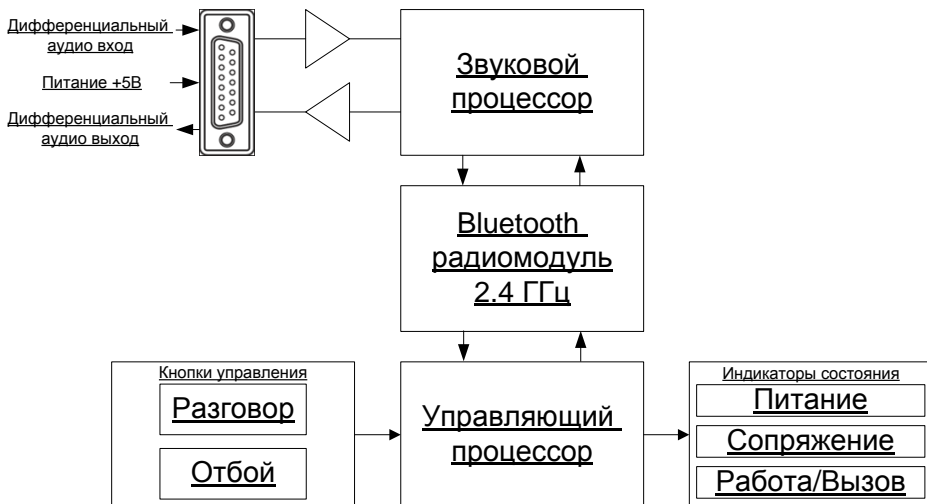 Дифференциальный
аудио вход
Питание +5В
Дифференциальный
аудио выход
Звуковой
процессор
Bluetooth
радиомодуль
2.4 ГГц
Кнопки управления
Разговор
Отбой
Управляющий
процессор
Индикаторы состояния
Питание
Сопряжение
Работа/Вызов